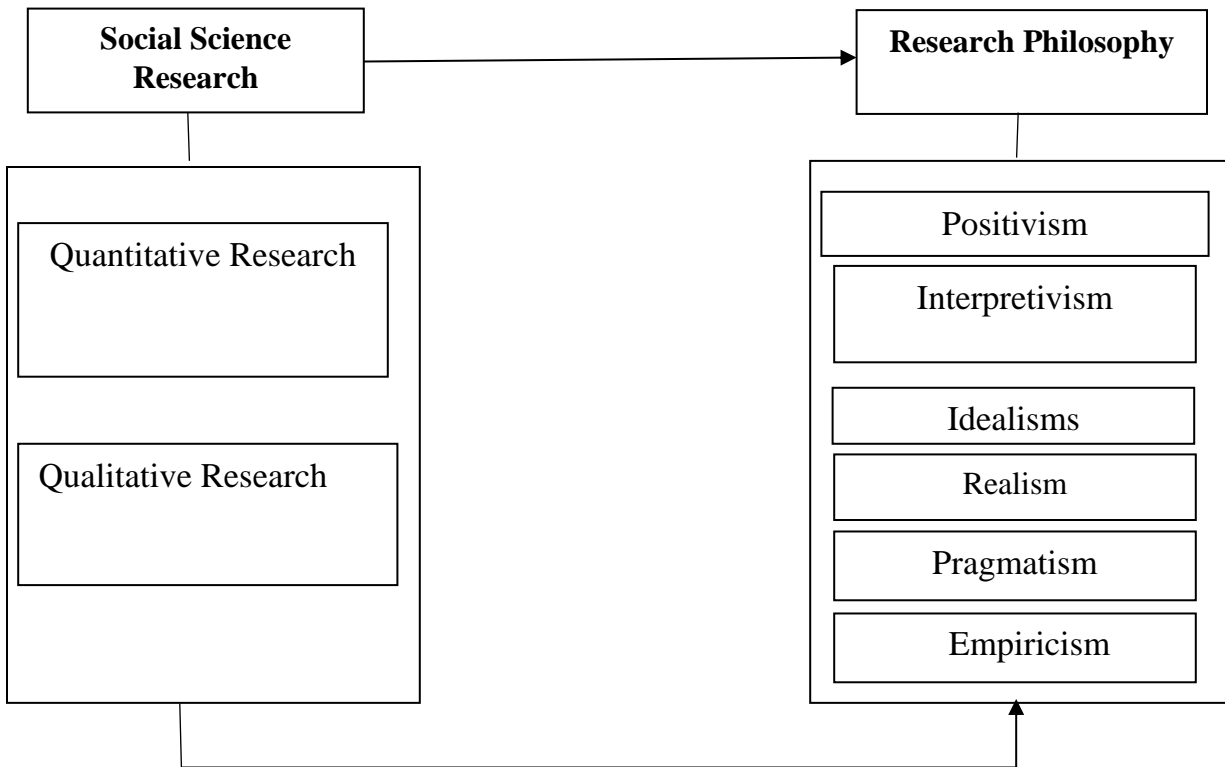 Social Science
Research
Research Philosophy
Quantitative Research
Qualitative Research
Positivism
Interpretivism
Idealisms
Realism
Pragmatism
Empiricism